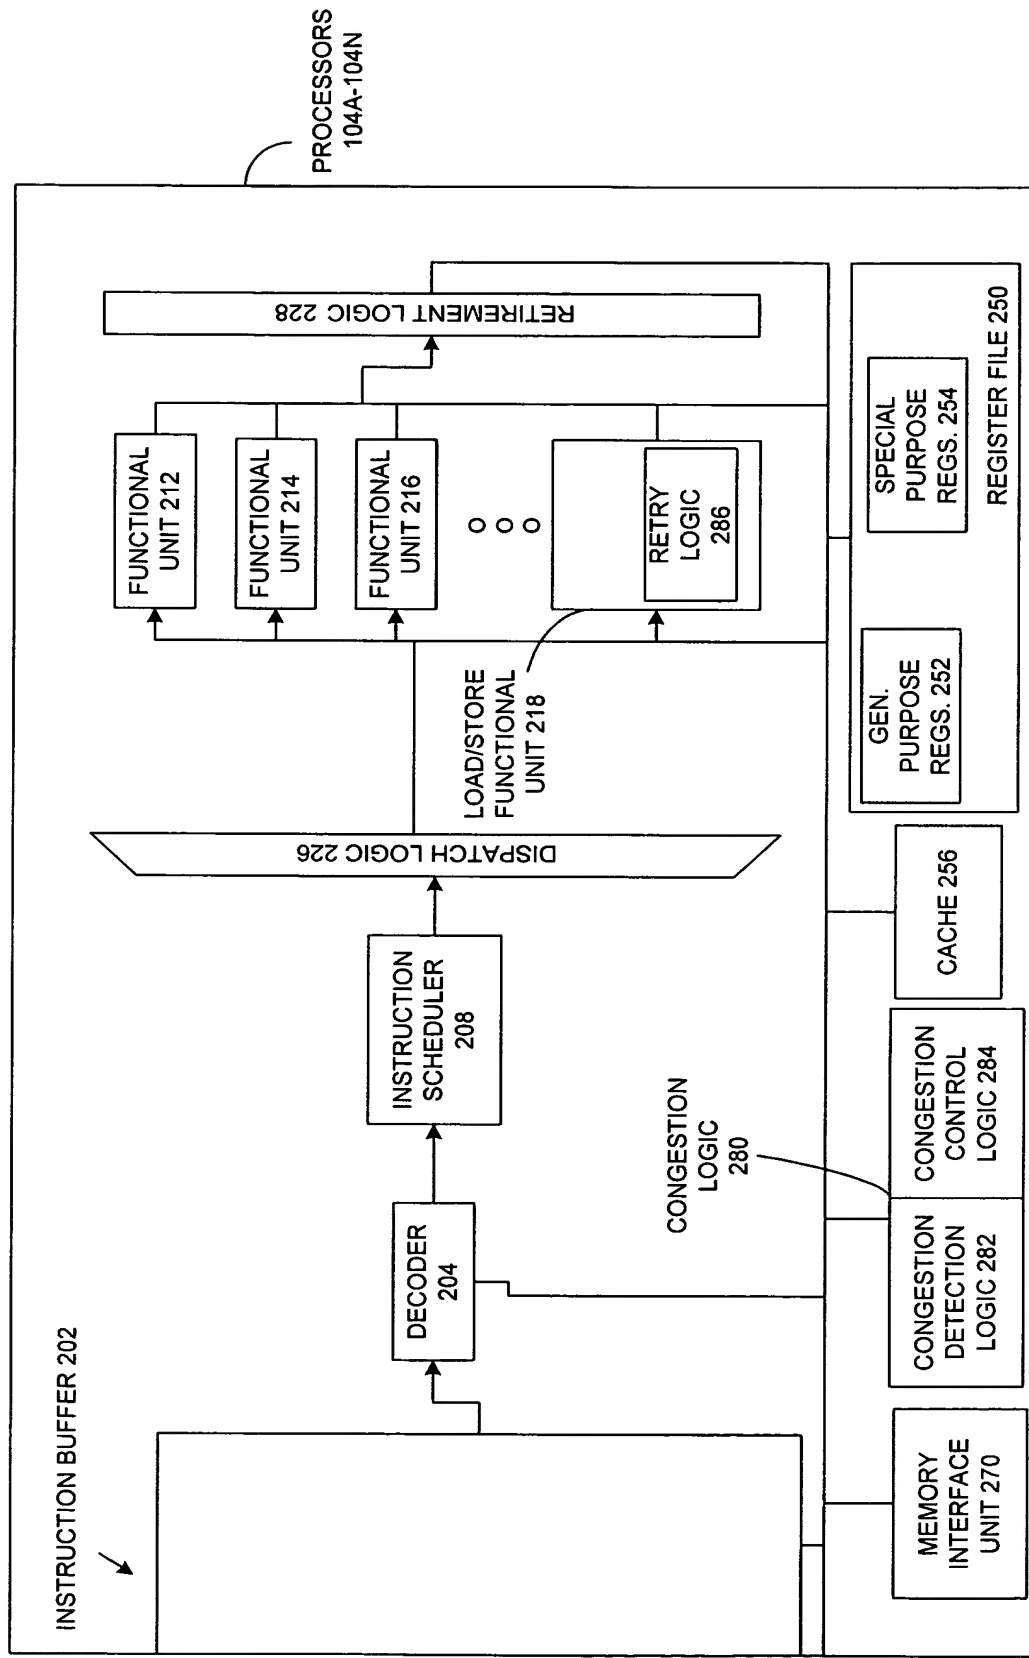 INSTRUCTION BUFFER 202
DECODER
204
INSTRUCTION
SCHEDULER
208
DISPATCH LOGIC 226
FUNCTIONAL
UNIT 212
FUNCTIONAL
UNIT 214
FUNCTIONAL
UNIT 216
LOAD/STORE
FUNCTIONAL
UNIT 218
RETRY
LOGIC
286
RETIREMENT LOGIC 228
PROCESSORS
104A-104N
CONGESTION
LOGIC
280
MEMORY
INTERFACE
UNIT 270
CONGESTION
DETECTION
LOGIC 282
CONGESTION
CONTROL
LOGIC 284
CACHE 256
GEN.
PURPOSE
REGS. 252
SPECIAL
PURPOSE
REGS. 254
REGISTER FILE 250